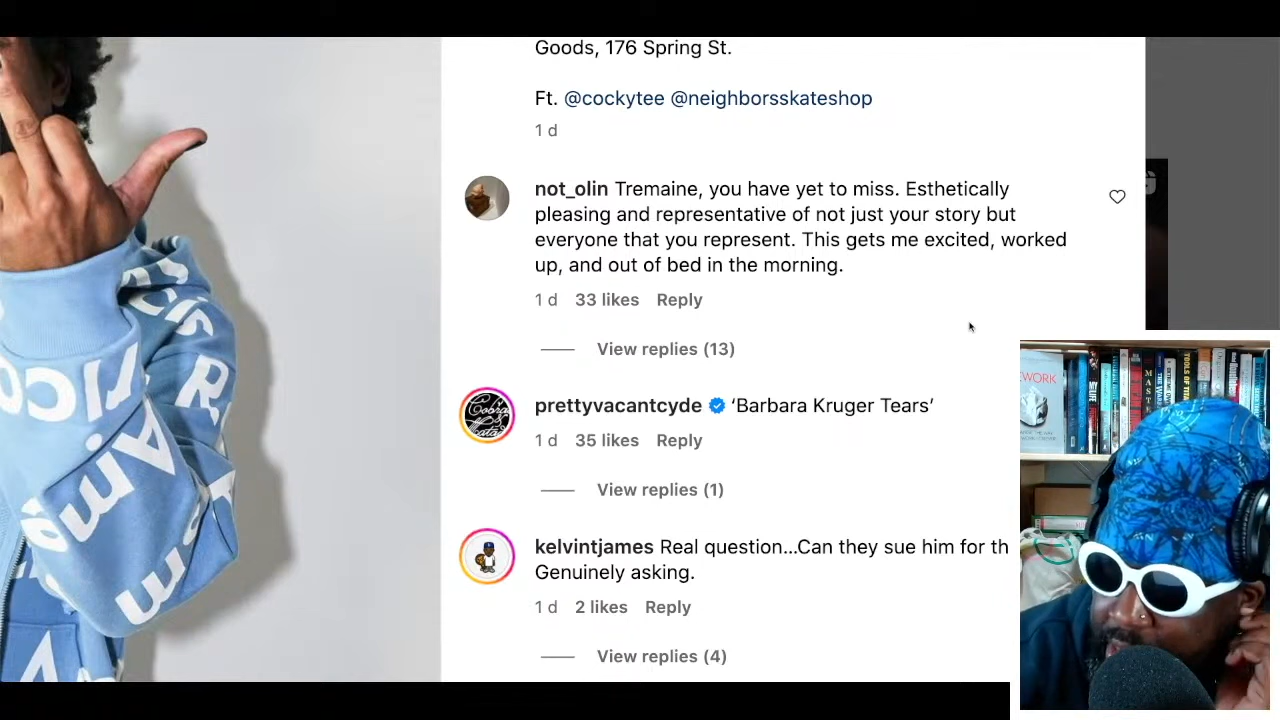 Goods, 176 Spring St.
Ft. @cockytee @neighborsskateshop
1 d
not_olin Tremaine, you have yet to miss. Esthetically
pleasing and representative of not just your story but
everyone that you represent. This gets me excited, worked
up, and out of bed in the morning.
1 d 33 likes Reply
View replies (13)
prettyvacantcyde ‘Barbara Kruger Tears’
1 d 35 likes Reply
View replies (1)
kelvintjames Real question...Can they sue him for th
Genuinely asking.
1 d 2 likes Reply
View replies (4)
WORK
TOOLS OF TITA